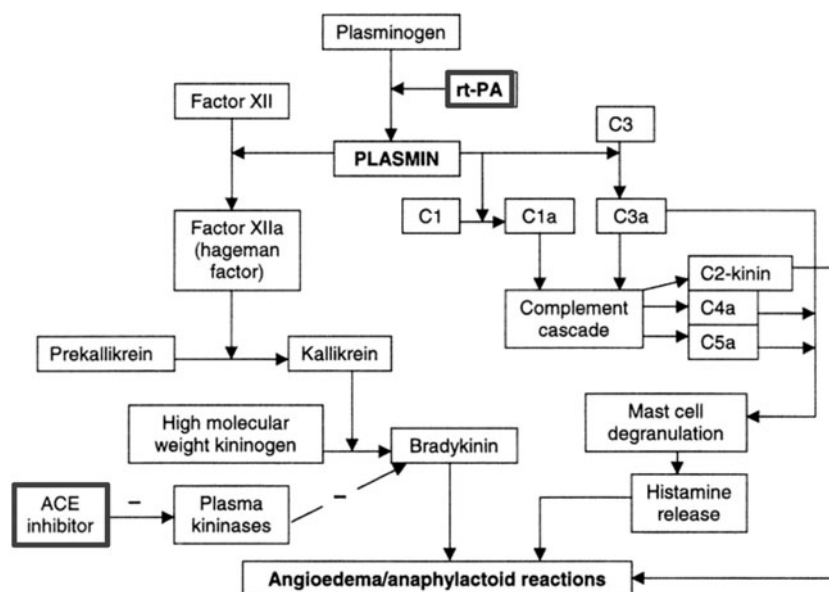 Plasminogen
rt-PA
Factor XII
C3
PLASMIN
C1
C1a
C3a
Factor XIIa
(hageman
factor)
C2-kinin
Complement
cascade
C4a
C5a
Prekallikrein
Kallikrein
High molecular
weight kininogen
Bradykinin
Mast cell
degranulation
ACE
inhibitor
–
Plasma
kininases
–
Histamine
release
Angioedema/anaphylactoid reactions